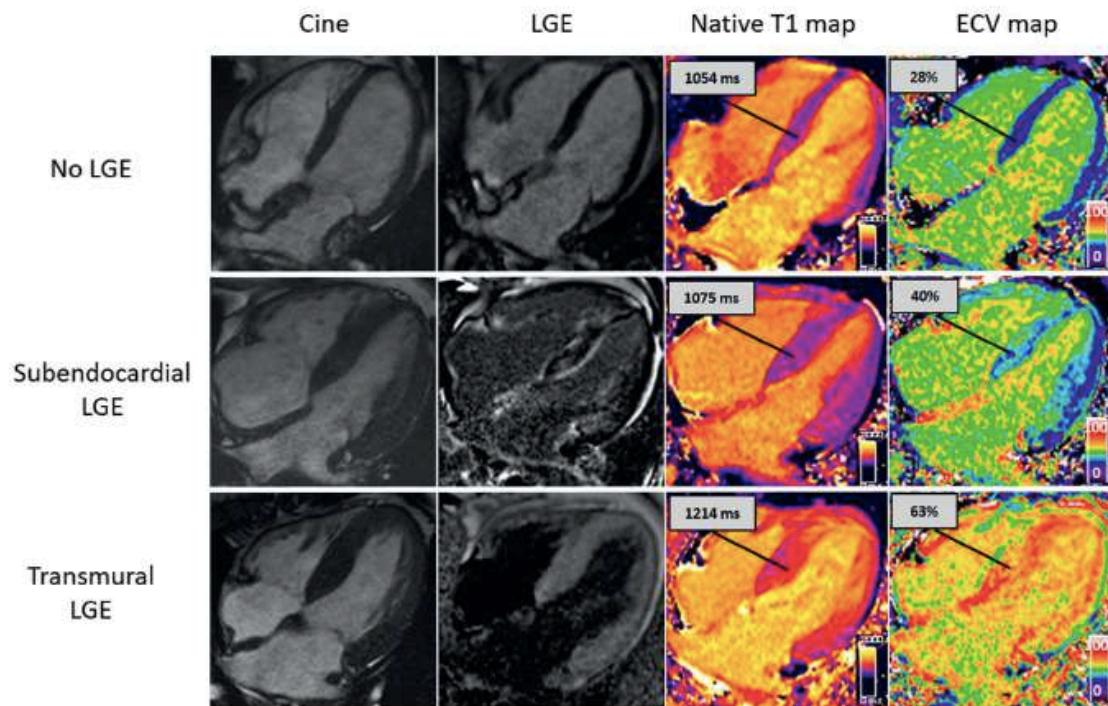 Cine LGE Native T1 map ECV map
No LGE
1054 ms
28%
100
0
Subendocardial
LGE
1075 ms
40%
100
0
Transmural
LGE
1214 ms
63%
100
0